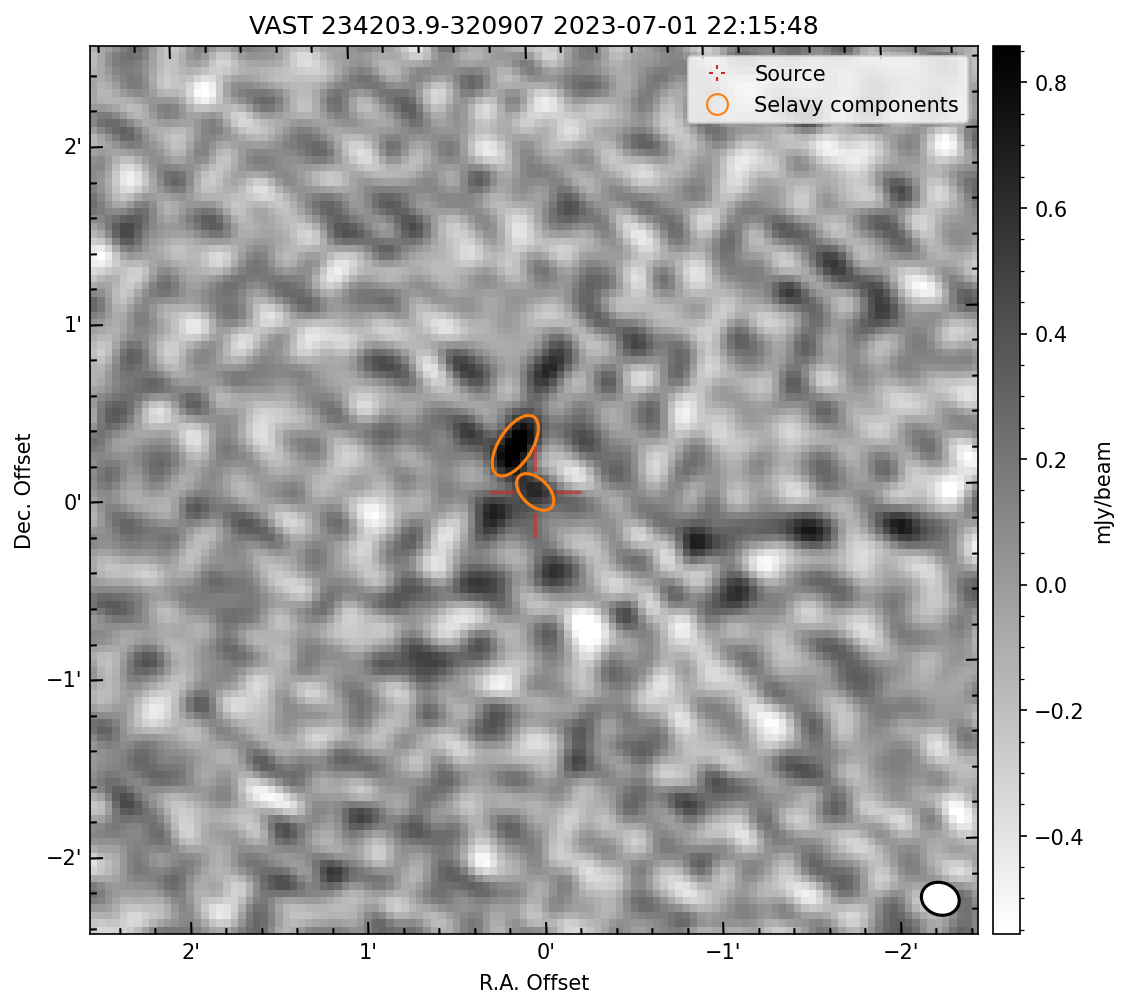 VAST 234203.9-320907 2023-07-01 22:15:48
Source
Selavy components
2'
1'
0'
−1'
−2'
Dec. Offset
2'
1'
0'
−1'
−2'
R.A. Offset
0.8
0.6
0.4
0.2
0.0
−0.2
−0.4
mJy/beam